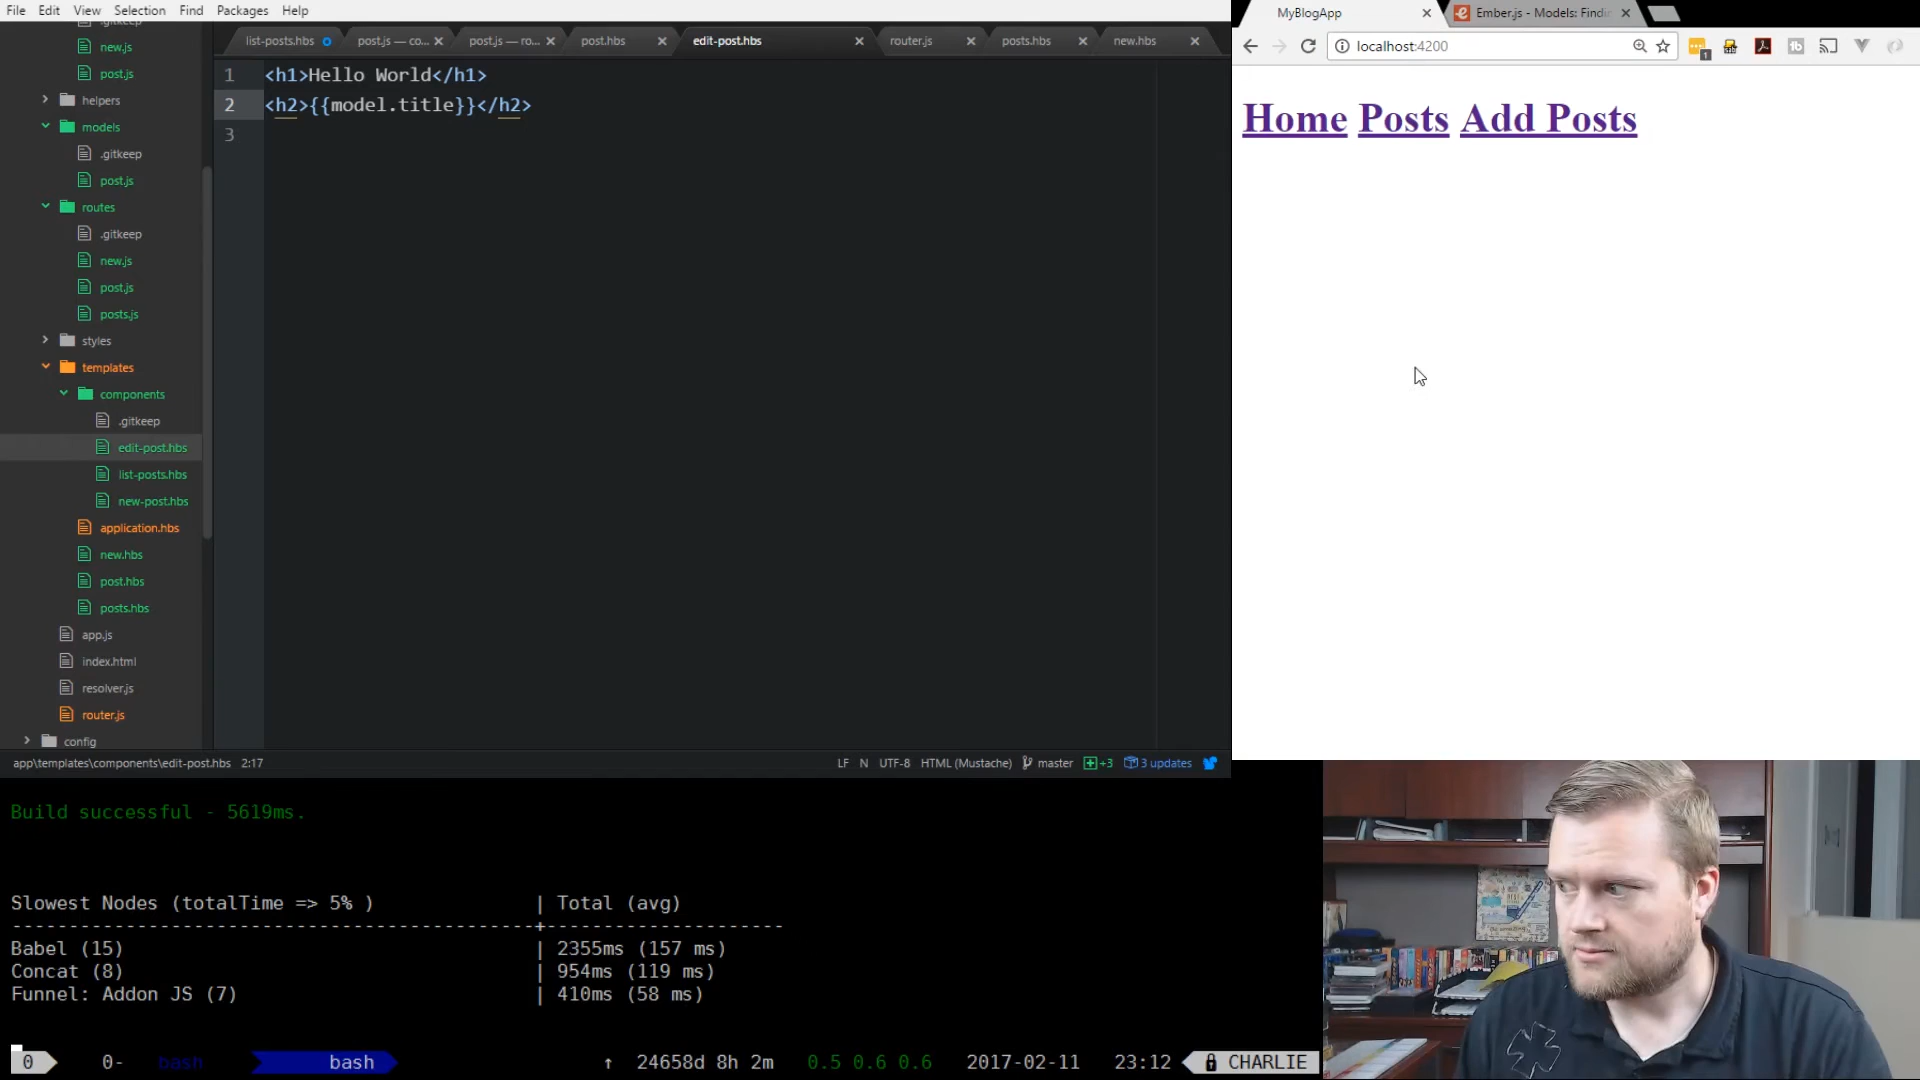 File Edit View Selection Find Packages Help
new.js
post.js
helpers
models
.gitkeep
post.js
routes
.gitkeep
new.js
post.js
posts.js
styles
templates
components
.gitkeep
edit-post.hbs
list-posts.hbs
new-post.hbs
application.hbs
new.hbs
post.hbs
posts.hbs
app.js
index.html
resolver.js
router.js
config
list-posts.hbs post.js — co... post.js — ro... post.hbs edit-post.hbs router.js posts.hbs new.hbs
1 <h1>Hello World</h1>
2 <h2>{{model.title}}</h2>
3
app\templates\components\edit-post.hbs 2:17 LF N UTF-8 HTML (Mustache) master +3 3 updates
MyBlogApp Ember.js - Models: Findin
localhost:4200
1
Home Posts Add Posts
Build successful - 5619ms.
Slowest Nodes (totalTime => 5% ) | Total (avg)
----------------------------------------------+----------------------
Babel (15) | 2355ms (157 ms)
Concat (8) | 954ms (119 ms)
Funnel: Addon JS (7) | 410ms (58 ms)
0 0- bash bash ↑ 24658d 8h 2m 0.5 0.6 0.6 2017-02-11 23:12 CHARLIE